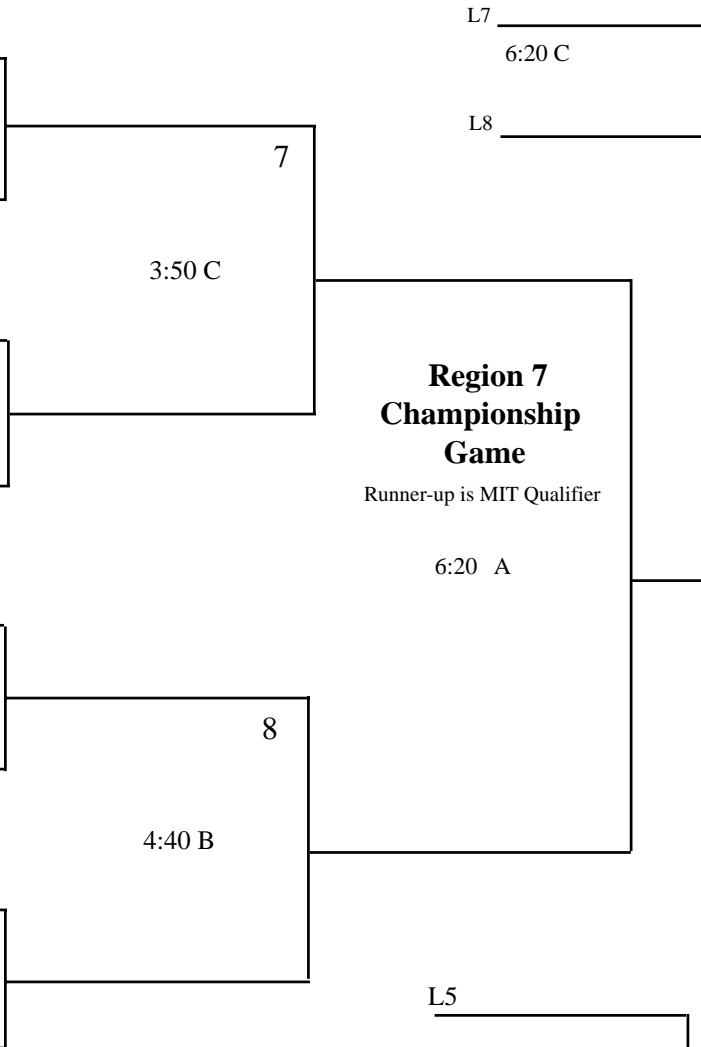 L7
6:20 C
L8
7
3:50 C
Region 7
Championship
Game
Runner-up is MIT Qualifier
6:20 A
8
4:40 B
L5